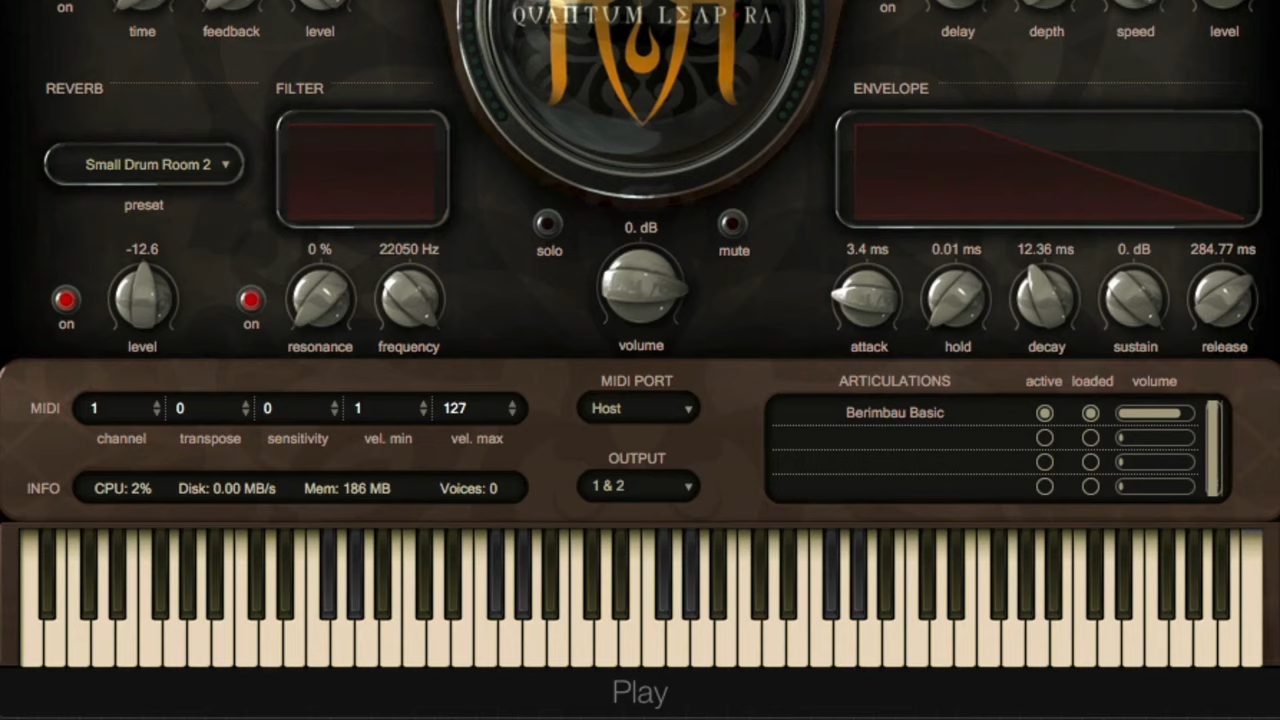 on
time
feedback
level
QUANTUM LEAP RA
on
delay
depth
speed
level
REVERB
FILTER
ENVELOPE
Small Drum Room 2
preset
solo
0. dB
mute
-12.6
0 %
22050 Hz
3.4 ms
0.01 ms
12.36 ms
0. dB
284.77 ms
on
level
on
resonance
frequency
volume
attack
hold
decay
sustain
release
MIDI
1
0
0
1
127
channel
transpose
sensitivity
vel. min
vel. max
MIDI PORT
Host
ARTICULATIONS
active
loaded
volume
Berimbau Basic
INFO
CPU: 2%
Disk: 0.00 MB/s
Mem: 186 MB
Voices: 0
OUTPUT
1 & 2
Play